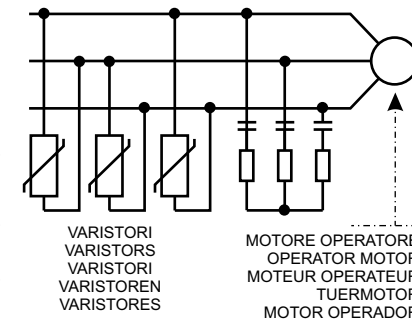 VARISTORI
VARISTORS
VARISTORI
VARISTOREN
VARISTORES
MOTORE OPERATORE
OPERATOR MOTOR
MOTEUR OPERATEUR
TUERMOTOR
MOTOR OPERADOR